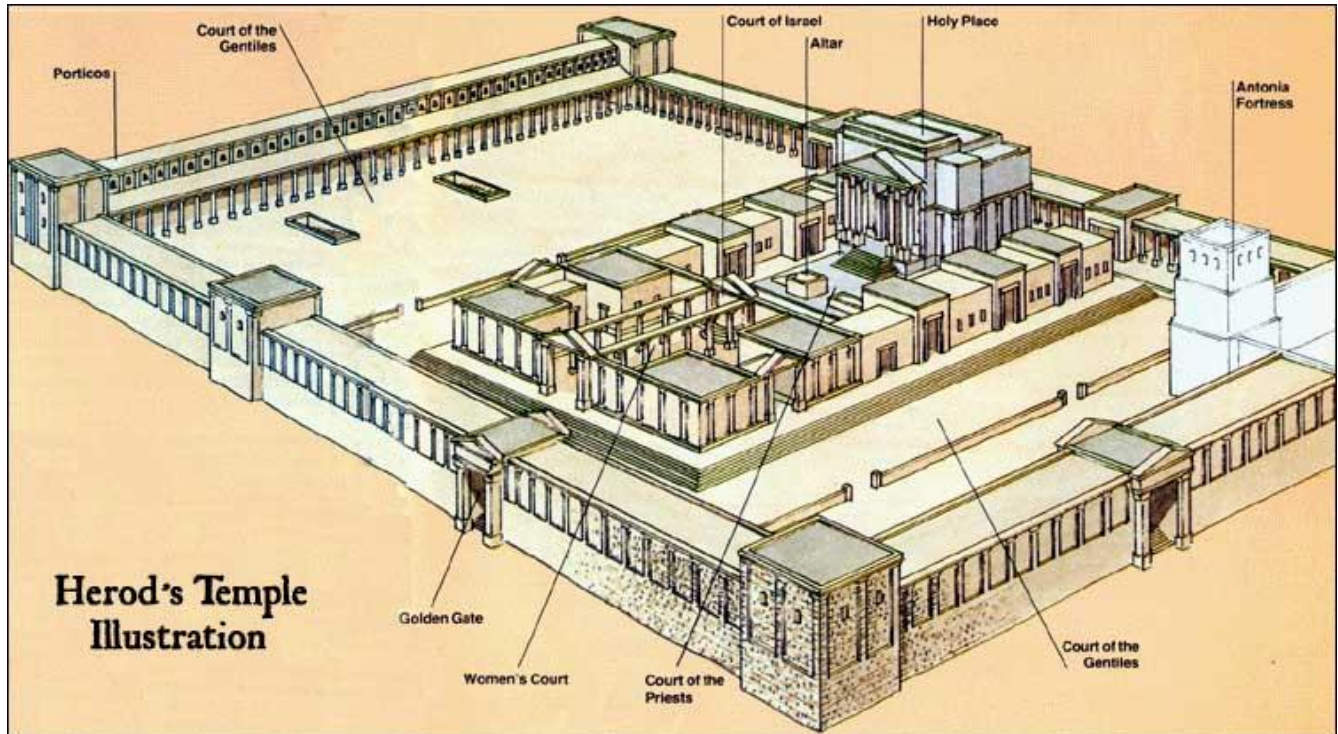 Court of the
Gentiles
Porticos
Court of Israel
Altar
Holy Place
Antonia
Fortress
Herod's Temple
Illustration
Golden Gate
Women's Court
Court of the
Priests
Court of the
Gentiles